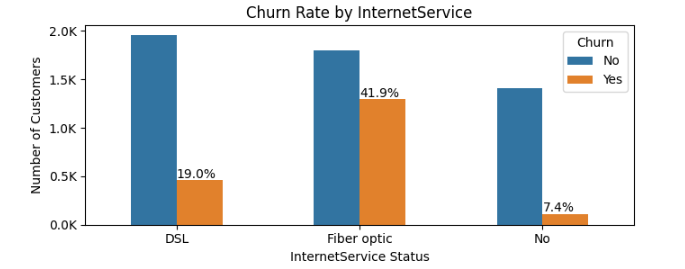 Churn Rate by InternetService
Number of Customers
2.0K
1.5K
1.0K
0.5K
0.0K
19.0%
41.9%
7.4%
Churn
No
Yes
DSL
Fiber optic
No
InternetService Status